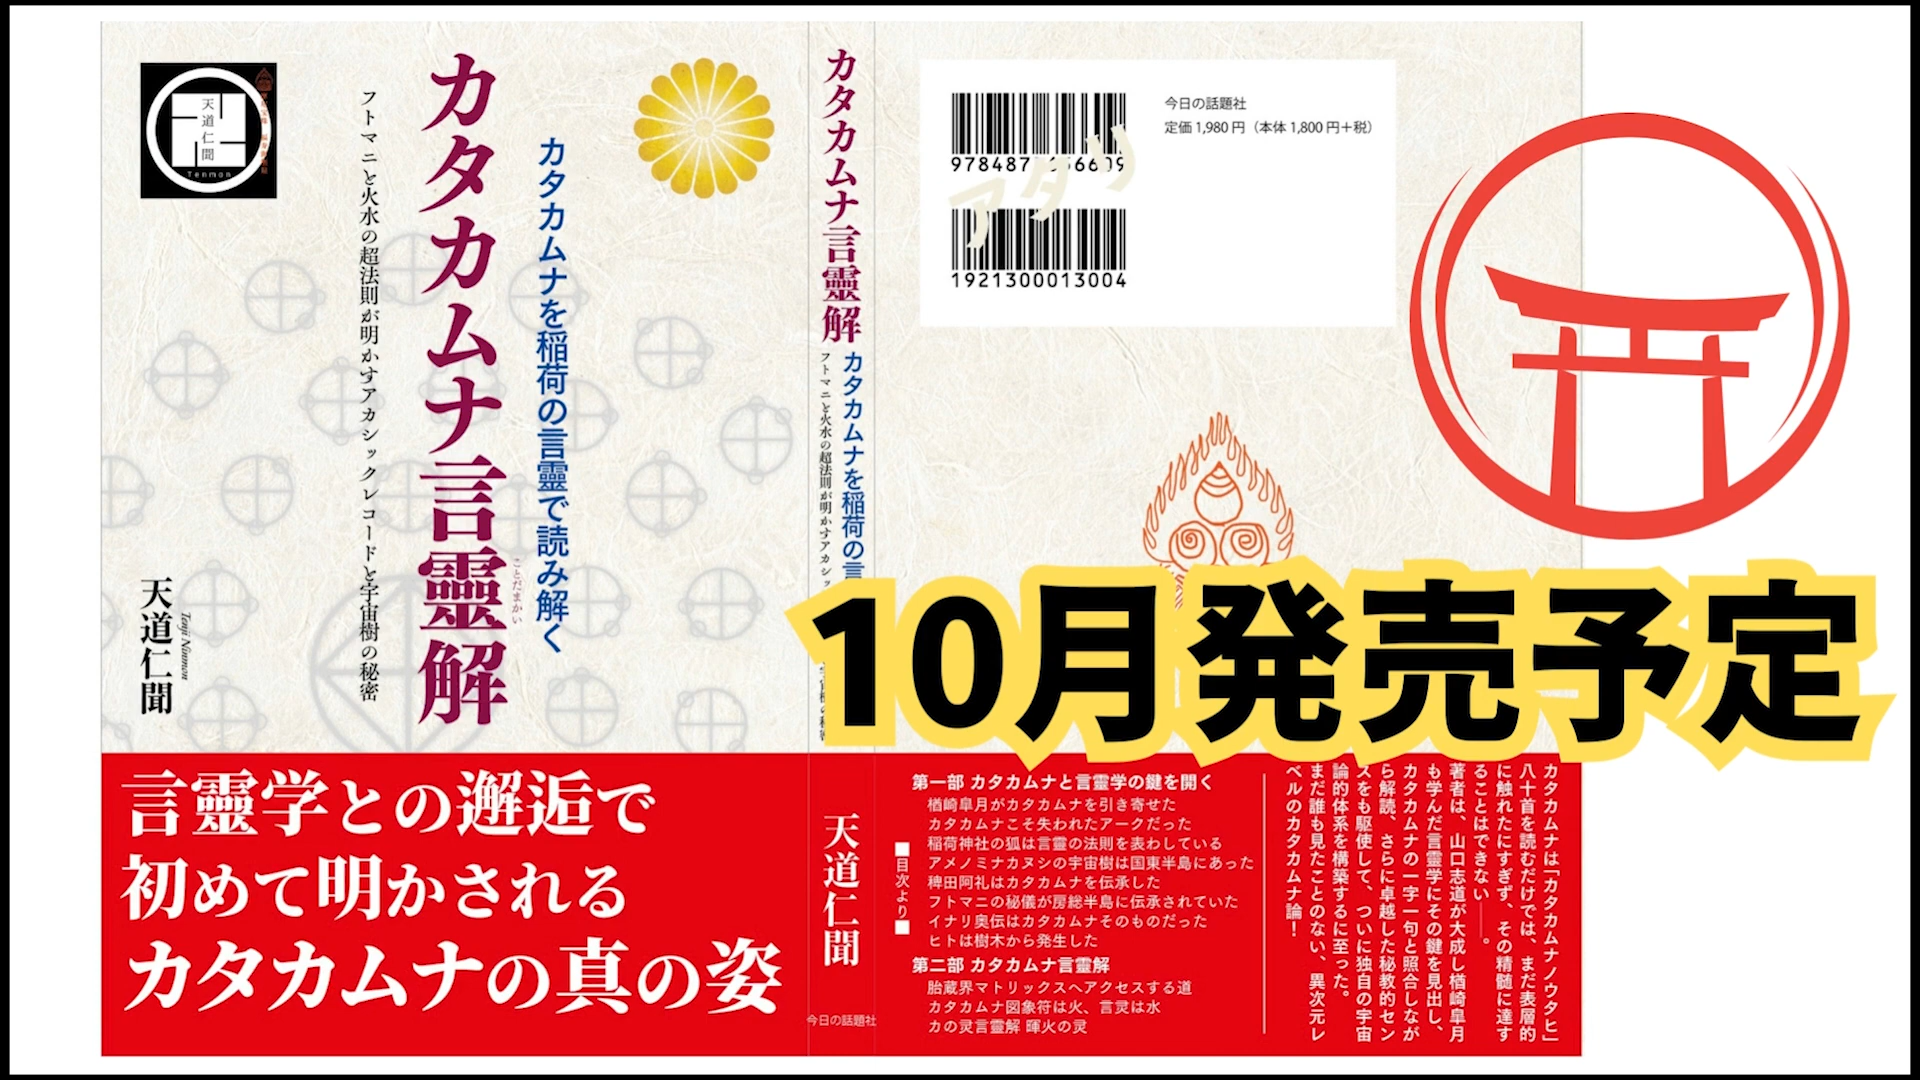 天道仁聞
Tenmon
カタカムナを稲荷の言靈で読み解く
カタカムナ言靈解
ことだまかい
フトマニと火水の超法則が明かすアカシックレコードと宇宙樹の秘密
天道仁聞
Tenji Ninmon
言靈学との邂逅で
初めて明かされる
カタカムナの真の姿
カタカムナ言靈解
カタカムナを稲荷の言
フトマニと火水の超法則が明かすアカシッ
天道仁聞
今日の話題社
アタリ
1921300013004
今日の話題社
定価 1,980 円（本体 1,800 円＋税）
10月発売予定
■目次より■
第一部 カタカムナと言靈学の鍵を開く
楢崎皐月がカタカムナを引き寄せた
カタカムナこそ失われたアークだった
稲荷神社の狐は言靈の法則を表わしている
アメノミナカヌシの宇宙樹は国東半島にあった
稗田阿礼はカタカムナを伝承した
フトマニの秘儀が房総半島に伝承されていた
イナリ奥伝はカタカムナそのものだった
ヒトは樹木から発生した
第二部 カタカムナ言靈解
胎蔵界マトリックスへアクセスする道
カタカムナ図象符は火、言灵は水
カの灵言靈解 暉火の灵
カタカムナは「カタカムナノウタヒ」
八十首を読むだけでは、まだ表層的
に触れたにすぎず、その精髄に達す
ることはできない――。
著者は、山口志道が大成し楢崎皐月
も学んだ言靈学にその鍵を見出し、
カタカムナの一字一句と照合しなが
ら解読、さらに卓越した秘教的セン
スをも駆使して、ついに独自の宇宙
論的体系を構築するに至った。
まだ誰も見たことのない、異次元レ
ベルのカタカムナ論！